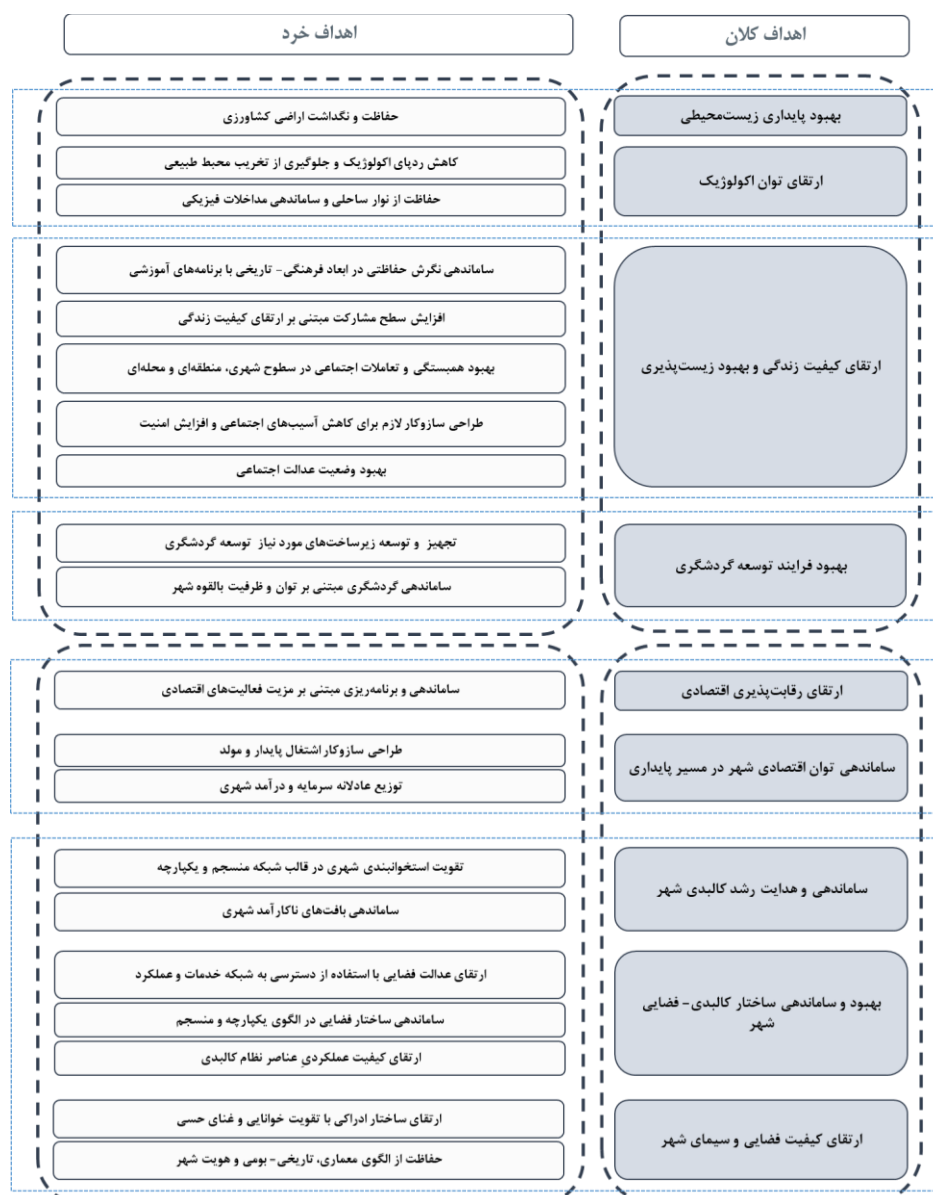 اهداف کلان
اهداف خرد
بهبود پایداری زیست‌محیطی
حفاظت و نگداشت اراضی کشاورزی
ارتقای توان اکولوژیک
کاهش ردپای اکولوژیک و جلوگیری از تخریب محیط طبیعی
حفاظت از نوار ساحلی و ساماندهی مداخلات فیزیکی
ارتقای کیفیت زندگی و بهبود زیست‌پذیری
ساماندهی نگرش حفاظتی در ابعاد فرهنگی- تاریخی با برنامه‌های آموزشی
افزایش سطح مشارکت مبتنی بر ارتقای کیفیت زندگی
بهبود همبستگی و تعاملات اجتماعی در سطوح شهری، منطقه‌ای و محله‌ای
طراحی سازوکار لازم برای کاهش آسیب‌های اجتماعی و افزایش امنیت
بهبود وضعیت عدالت اجتماعی
بهبود فرایند توسعه گردشگری
تجهیز و توسعه زیرساخت‌های مورد نیاز توسعه گردشگری
ساماندهی گردشگری مبتنی بر توان و ظرفیت بالقوه شهر
ارتقای رقابت‌پذیری اقتصادی
ساماندهی و برنامه‌ریزی مبتنی بر مزیت فعالیت‌های اقتصادی
ساماندهی توان اقتصادی شهر در مسیر پایداری
طراحی سازوکار اشتغال پایدار و مولد
توزیع عادلانه سرمایه و درآمد شهری
ساماندهی و هدایت رشد کالبدی شهر
تقویت استخوانبندی شهری در قالب شبکه منسجم و یکپارچه
ساماندهی بافت‌های ناکارآمد شهری
بهبود و ساماندهی ساختار کالبدی- فضایی
شهر
ارتقای عدالت فضایی با استفاده از دسترسی به شبکه خدمات و عملکرد
ساماندهی ساختار فضایی در الگوی یکپارچه و منسجم
ارتقای کیفیت عملکردیِ عناصر نظام کالبدی
ارتقای کیفیت فضایی و سیمای شهر
ارتقای ساختار ادراکی با تقویت خوانایی و غنای حسی
حفاظت از الگوی معماری، تاریخی- بومی و هویت شهر